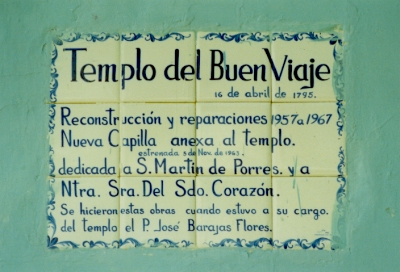 Templo del Buen Viaje
16 de abril de 1795.
Reconstrucción y reparaciones 1957 a 1967
Nueva Capilla anexa al templo.
estrenada 5 de Nov. de 1963.
dedicada a S. Martín de Porres. y a
Ntra. Sra. Del Sdo. Corazón.
Se hicieron estas obras cuando estuvo a su cargo.
del templo el P. José Barajas Flores.